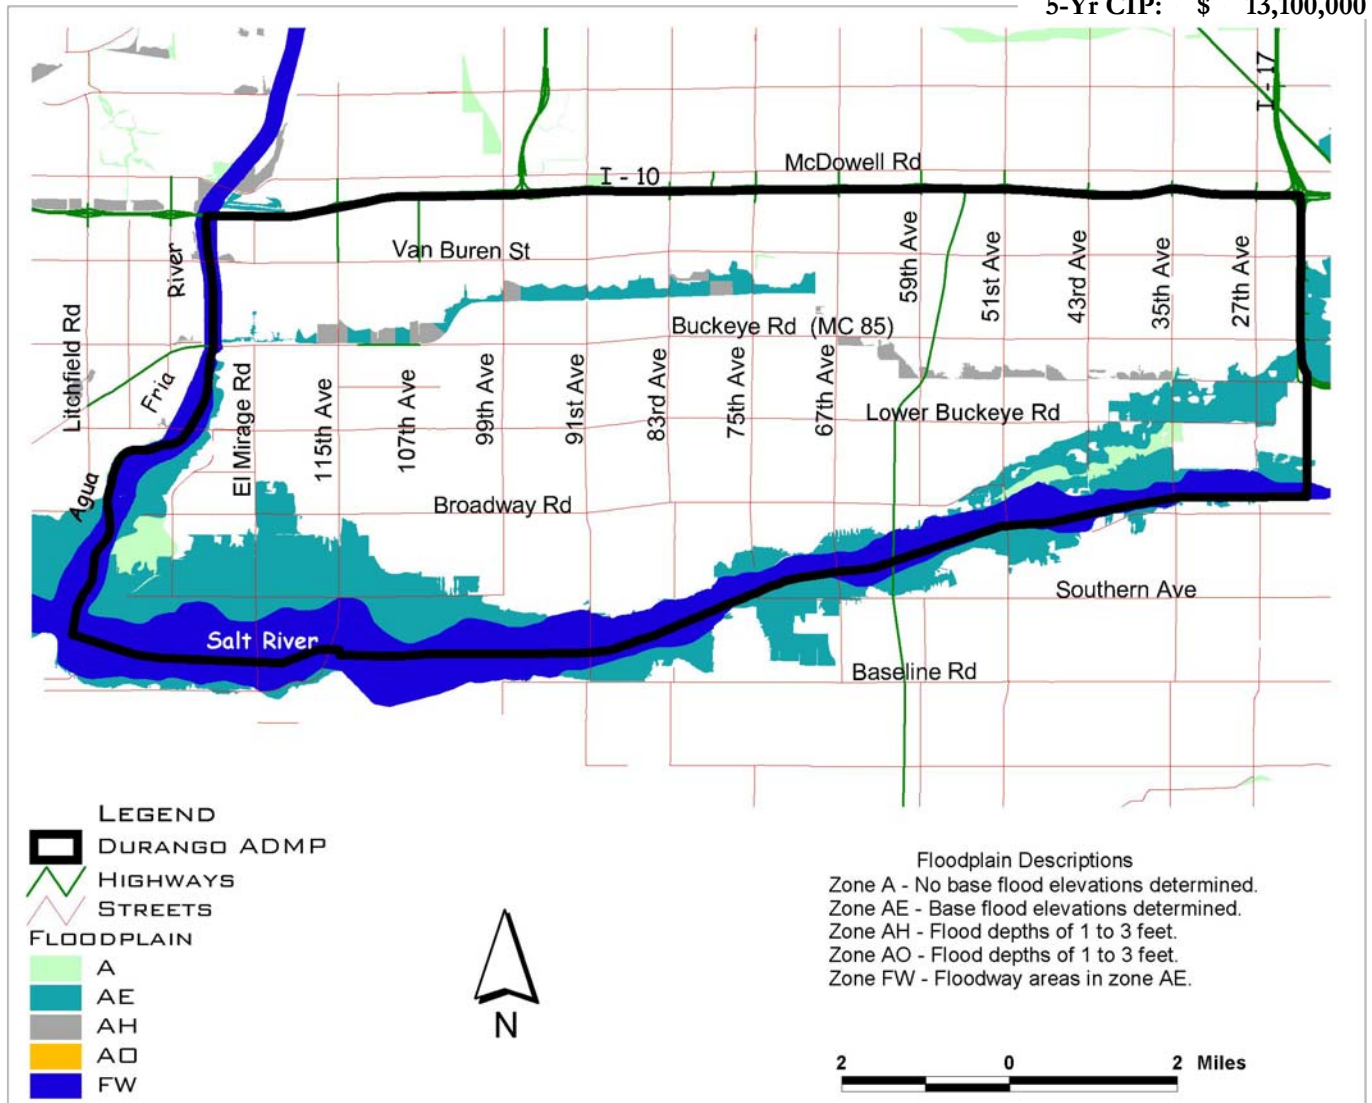 5-Yr CIP: $ 13,100,000
I - 17
McDowell Rd
I - 10
Van Buren St
River
Litchfield Rd
Fria
Agua
El Mirage Rd
115th Ave
107th Ave
99th Ave
91st Ave
83rd Ave
75th Ave
67th Ave
59th Ave
51st Ave
43rd Ave
35th Ave
27th Ave
Buckeye Rd (MC 85)
Lower Buckeye Rd
Broadway Rd
Southern Ave
Salt River
Baseline Rd
LEGEND
DURANGO ADMP
HIGHWAYS
STREETS
FLOODPLAIN
A
AE
AH
AO
FW
N
Floodplain Descriptions
Zone A - No base flood elevations determined.
Zone AE - Base flood elevations determined.
Zone AH - Flood depths of 1 to 3 feet.
Zone AO - Flood depths of 1 to 3 feet.
Zone FW - Floodway areas in zone AE.
2 0 2 Miles